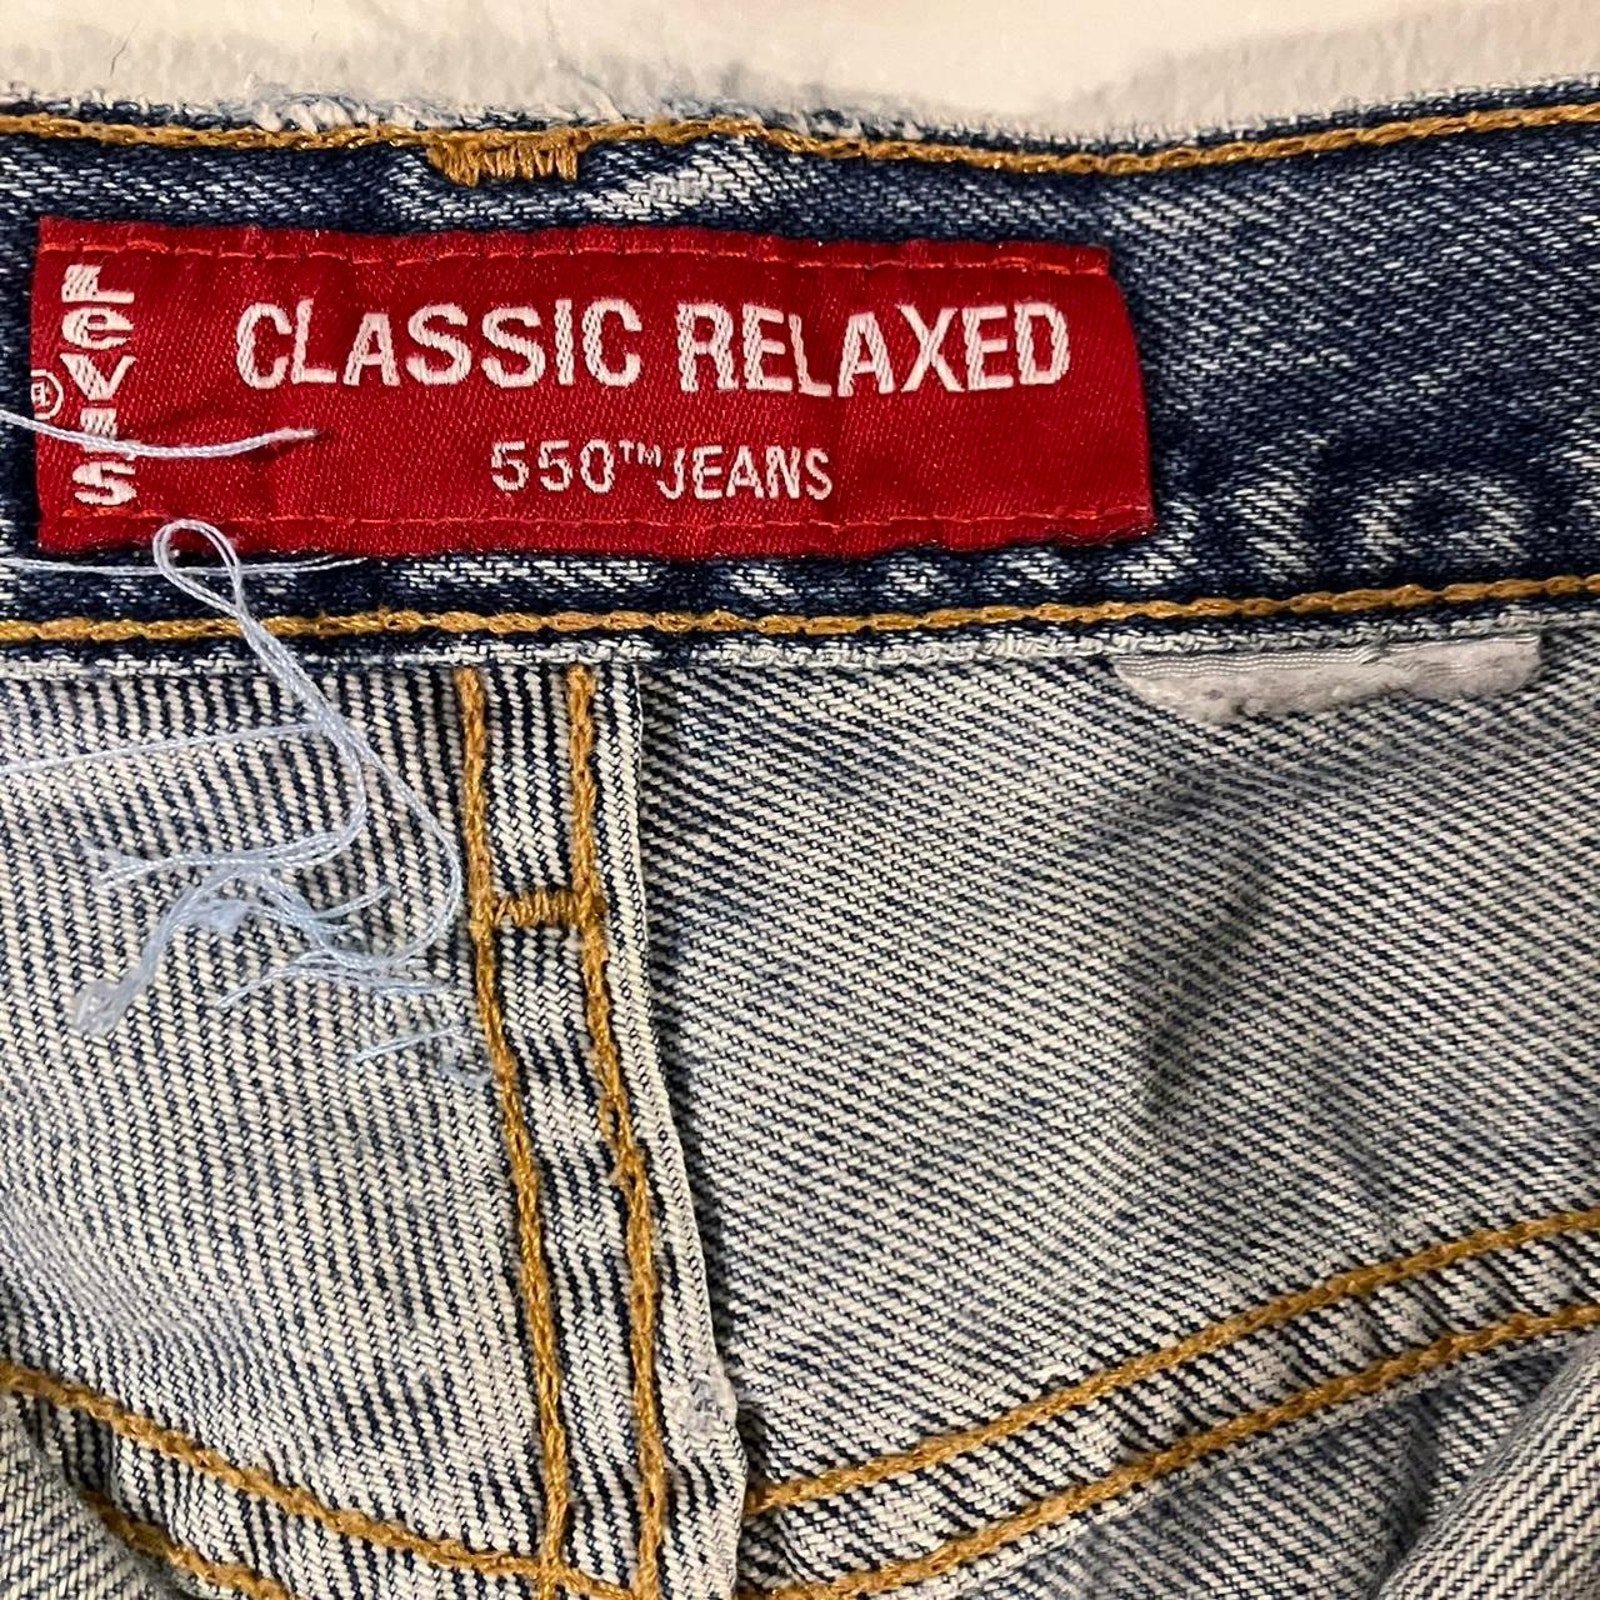 LEVI'S ®
CLASSIC RELAXED
550™ JEANS